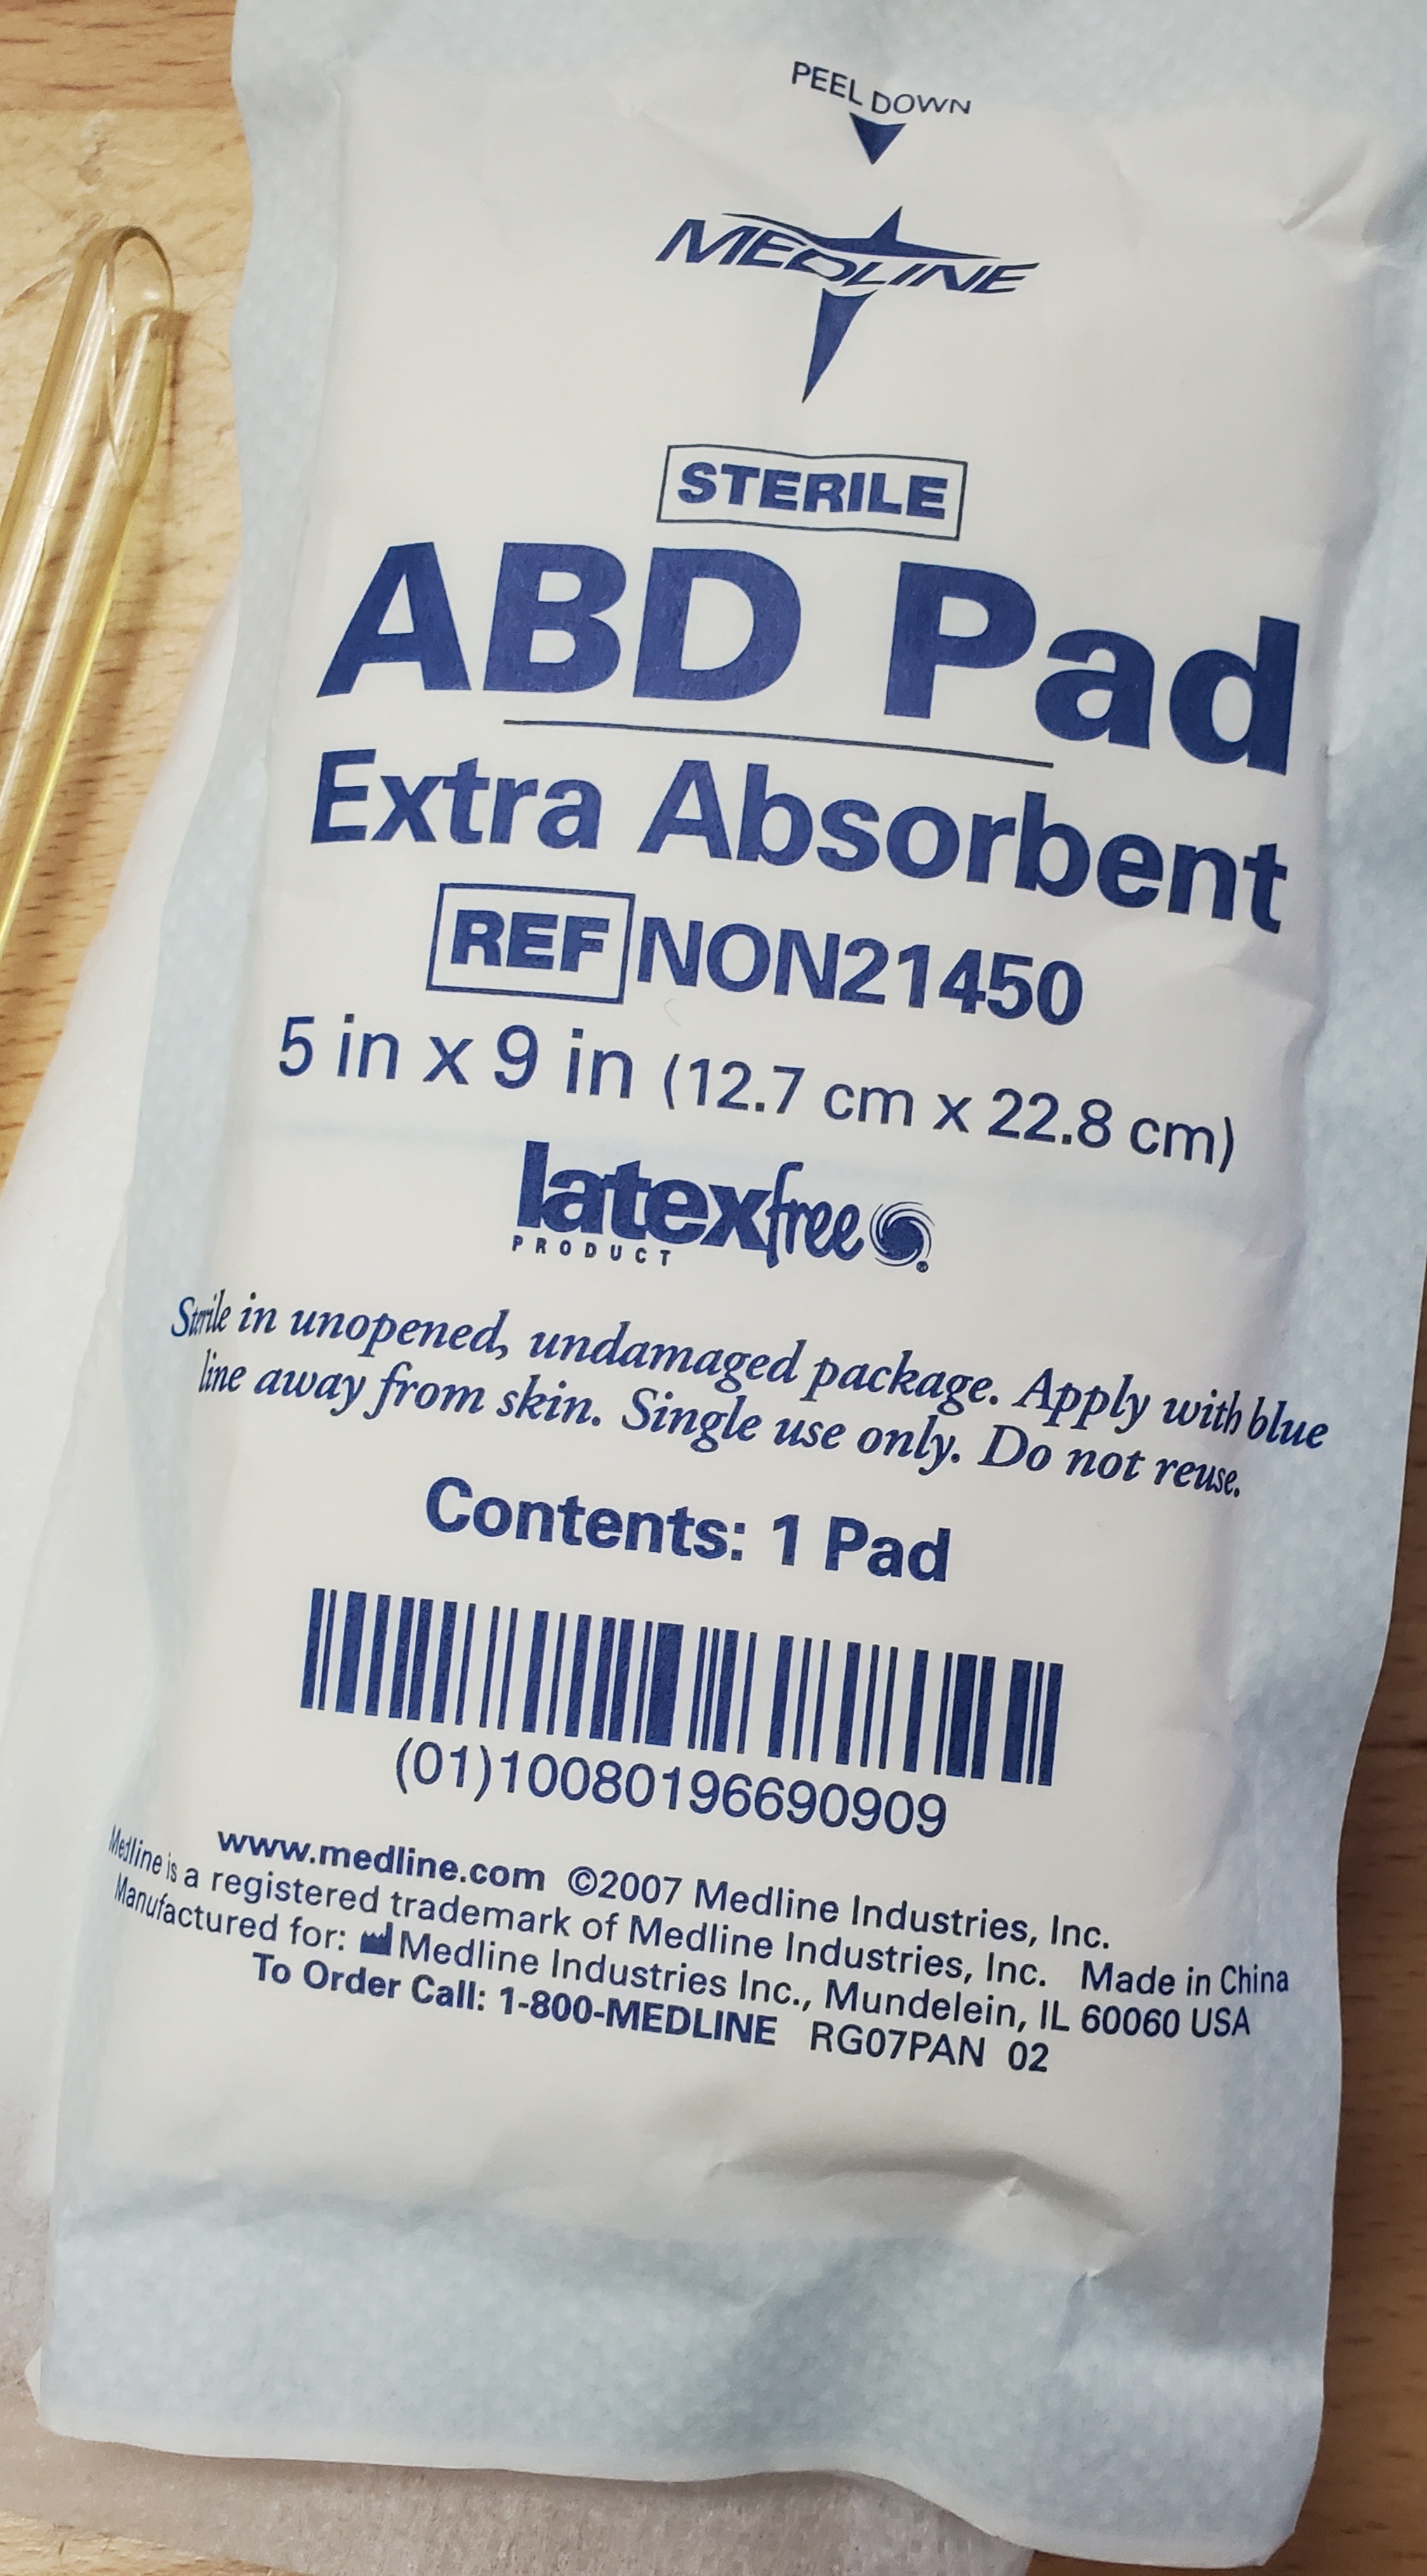 PEEL DOWN
MEDLINE
STERILE
ABD Pad
Extra Absorbent
REF NON21450
5 in x 9 in (12.7 cm x 22.8 cm)
latexfree
PRODUCT
Sterile in unopened, undamaged package. Apply with blue
line away from skin. Single use only. Do not reuse.
Contents: 1 Pad
(01)10080196690909
www.medline.com ©2007 Medline Industries, Inc.
Medline is a registered trademark of Medline Industries, Inc. Made in China
Manufactured for: Medline Industries Inc., Mundelein, IL 60060 USA
To Order Call: 1-800-MEDLINE RG07PAN 02